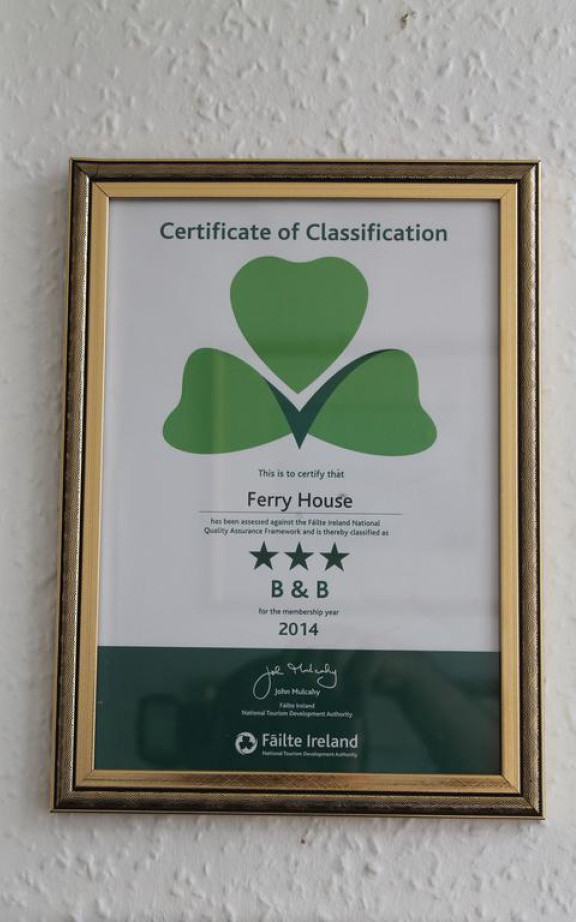 Certificate of Classification
This is to certify that
Ferry House
has been assessed against the Fáilte Ireland National
Quality Assurance Framework and is thereby classified as
B & B
for the membership year
2014
John Mulcahy
John Mulcahy
Fáilte Ireland
National Tourism Development Authority
Fáilte Ireland
National Tourism Development Authority